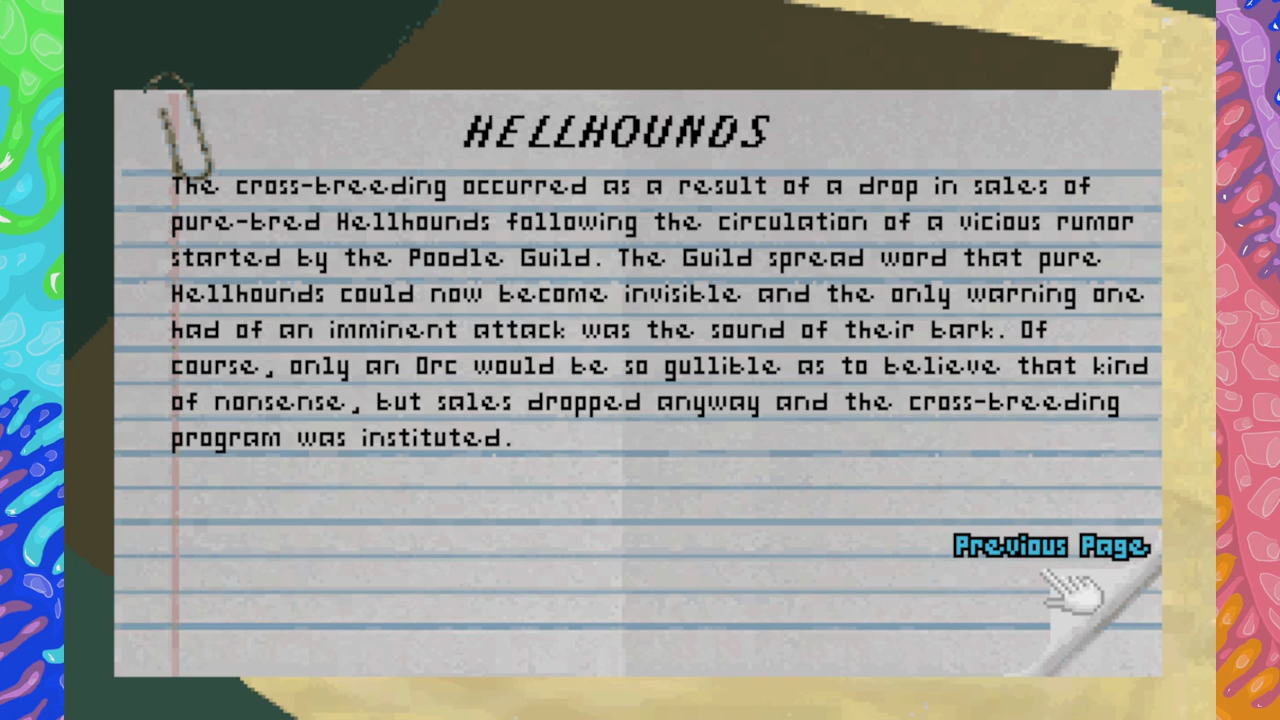 HELLHOUNDS
The cross-breeding occurred as a result of a drop in sales of
pure-bred Hellhounds following the circulation of a vicious rumor
started by the Poodle Guild. The Guild spread word that pure
Hellhounds could now become invisible and the only warning one
had of an imminent attack was the sound of their bark. Of
course, only an Orc would be so gullible as to believe that kind
of nonsense, but sales dropped anyway and the cross-breeding
program was instituted.
Previous Page